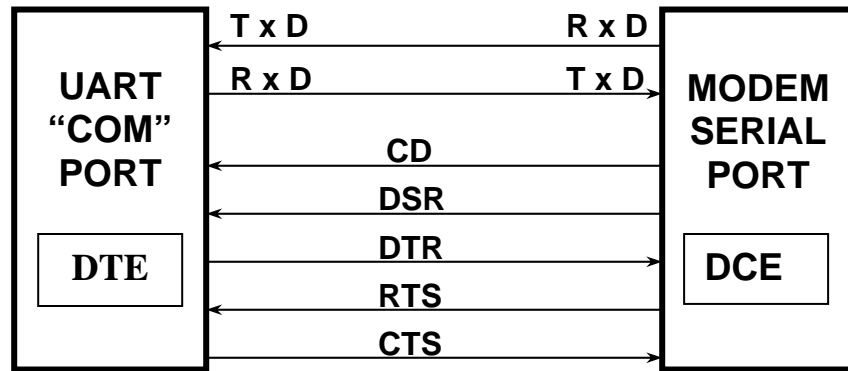 T x D
R x D
R x D
T x D
UART
“COM”
PORT
DTE
CD
DSR
DTR
RTS
CTS
MODEM
SERIAL
PORT
DCE